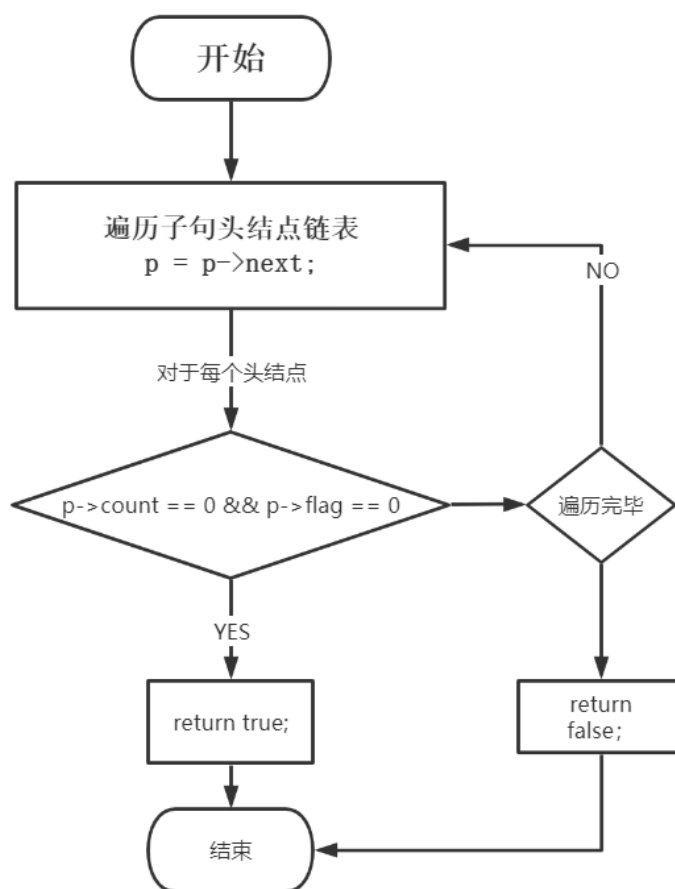 开始
遍历子句头结点链表
p = p->next;
NO
对于每个头结点
p->count == 0 && p->flag == 0
遍历完毕
YES
return true;
return
false;
结束